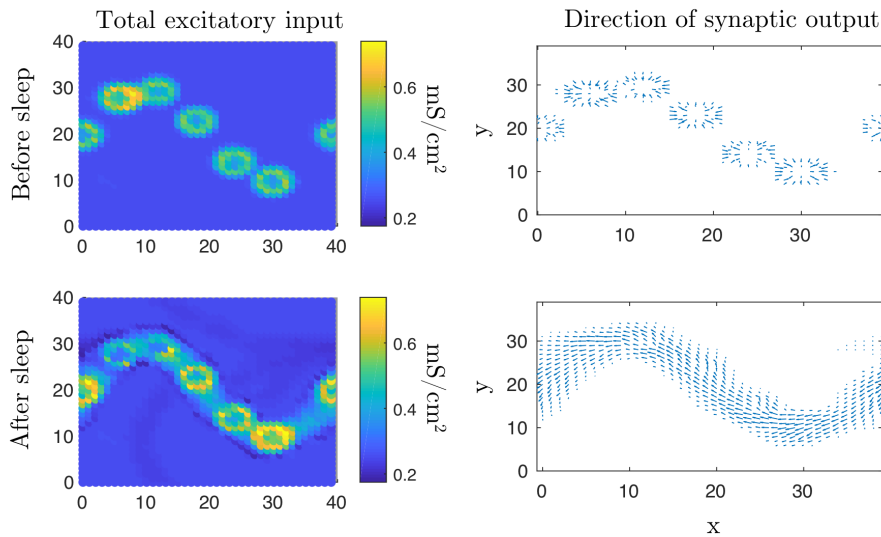 Total excitatory input
Direction of synaptic output
Before sleep
40
30
20
10
0
0 10 20 30 40
0.6
0.4
0.2
mS/cm²
y
30
20
10
0
0 10 20 30
After sleep
40
30
20
10
0
0 10 20 30 40
0.6
0.4
0.2
mS/cm²
y
30
20
10
0
0 10 20 30
x